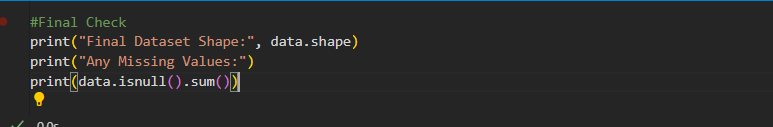 #Final Check
print("Final Dataset Shape:", data.shape)
print("Any Missing Values:")
print(data.isnull().sum())